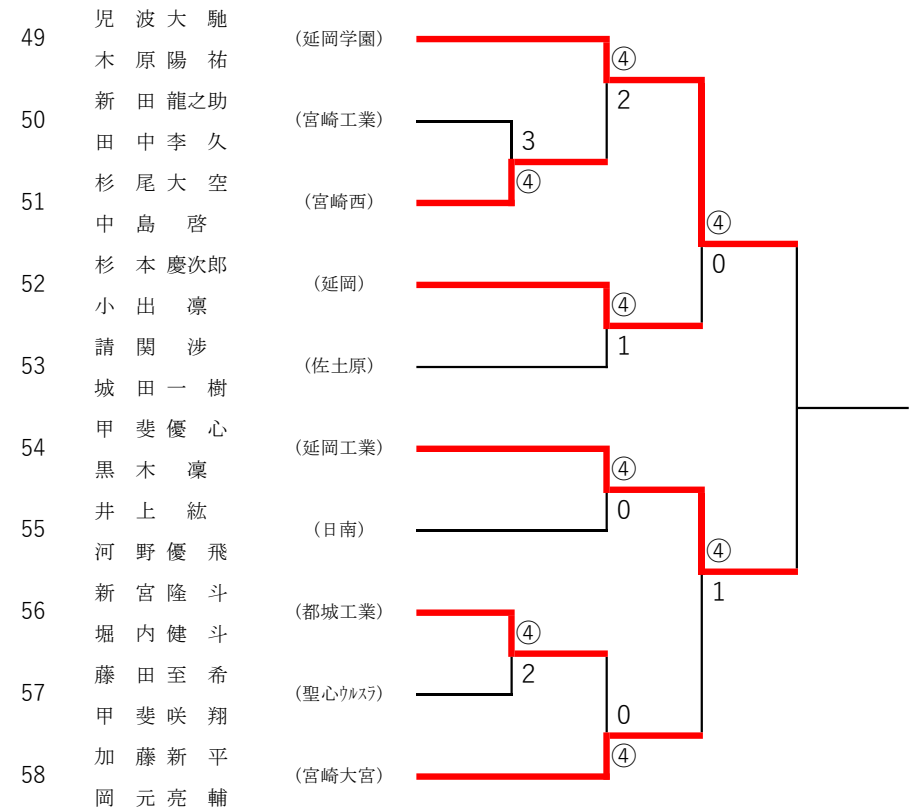 児 波 大 馳
49 (延岡学園)
木 原 陽 祐
④
新 田 龍之助
2
50 (宮崎工業)
田 中 李 久
3
杉 尾 大 空
④
51 (宮崎西)
中 島 啓
④
杉 本 慶次郎
0
52 (延岡)
小 出 凛
④
請 関 渉
1
53 (佐土原)
城 田 一 樹
甲 斐 優 心
54 (延岡工業)
黒 木 凜
④
井 上 紘
0
55 (日南)
河 野 優 飛
④
新 宮 隆 斗
1
56 (都城工業)
堀 内 健 斗
④
藤 田 至 希
2
57 (聖心ｳﾙｽﾗ)
甲 斐 咲 翔
0
加 藤 新 平
④
58 (宮崎大宮)
岡 元 亮 輔